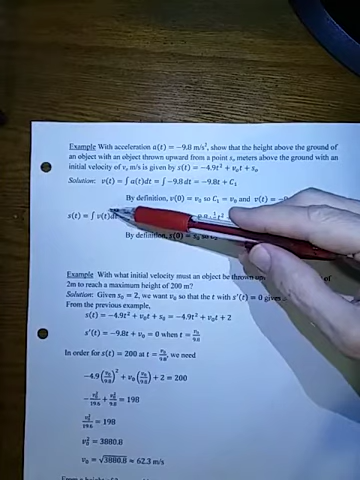 Example With acceleration a(t) = −9.8 m/s², show that the height above the ground of
an object with an object thrown upward from a point s₀ meters above the ground with an
initial velocity of v₀ m/s is given by s(t) = −4.9t² + v₀t + s₀
Solution: v(t) = ∫ a(t)dt = ∫ −9.8 dt = −9.8t + C₁
By definition, v(0) = v₀ so C₁ = v₀ and v(t) =
s(t) = ∫ v(t)dt
By definition, s(0) = s₀ so
Example With what initial velocity must an object be thrown of
2m to reach a maximum height of 200 m?
Solution: Given s₀ = 2, we want v₀ so that the t with s′(t) = 0 gives
From the previous example,
s(t) = −4.9t² + v₀t + s₀ = −4.9t² + v₀t + 2
s′(t) = −9.8t + v₀ = 0 when t = v₀/9.8
In order for s(t) = 200 at t = v₀/9.8, we need
−4.9(v₀/9.8)² + v₀(v₀/9.8) + 2 = 200
−v₀²/19.6 + v₀²/9.8 = 198
v₀²/19.6 = 198
v₀² = 3880.8
v₀ = √3880.8 ≈ 62.3 m/s